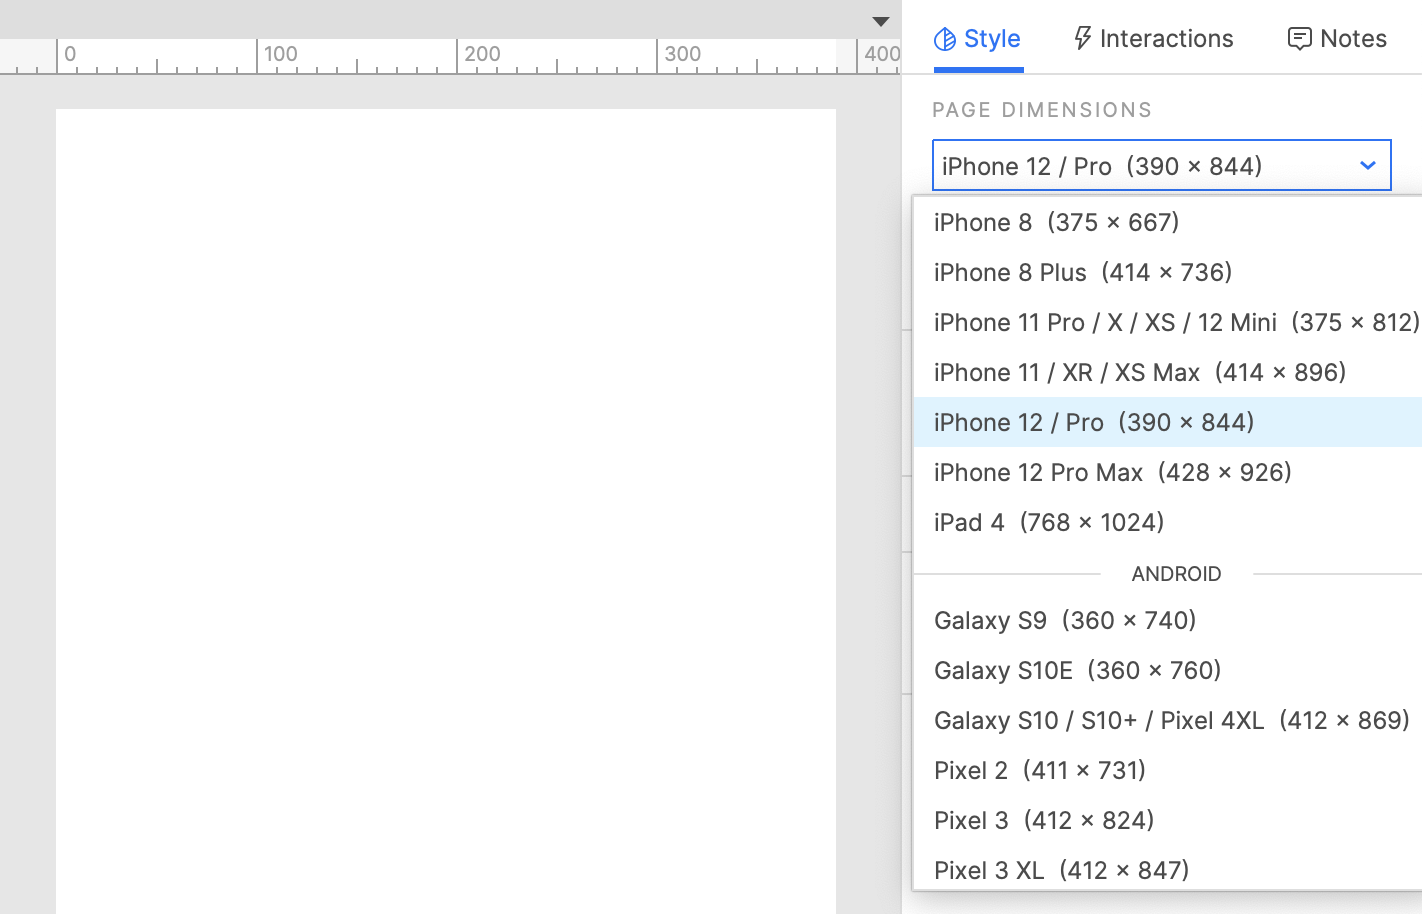 0 100 200 300 400
Style Interactions Notes
PAGE DIMENSIONS
iPhone 12 / Pro (390 × 844)
iPhone 8 (375 × 667)
iPhone 8 Plus (414 × 736)
iPhone 11 Pro / X / XS / 12 Mini (375 × 812)
iPhone 11 / XR / XS Max (414 × 896)
iPhone 12 / Pro (390 × 844)
iPhone 12 Pro Max (428 × 926)
iPad 4 (768 × 1024)
ANDROID
Galaxy S9 (360 × 740)
Galaxy S10E (360 × 760)
Galaxy S10 / S10+ / Pixel 4XL (412 × 869)
Pixel 2 (411 × 731)
Pixel 3 (412 × 824)
Pixel 3 XL (412 × 847)